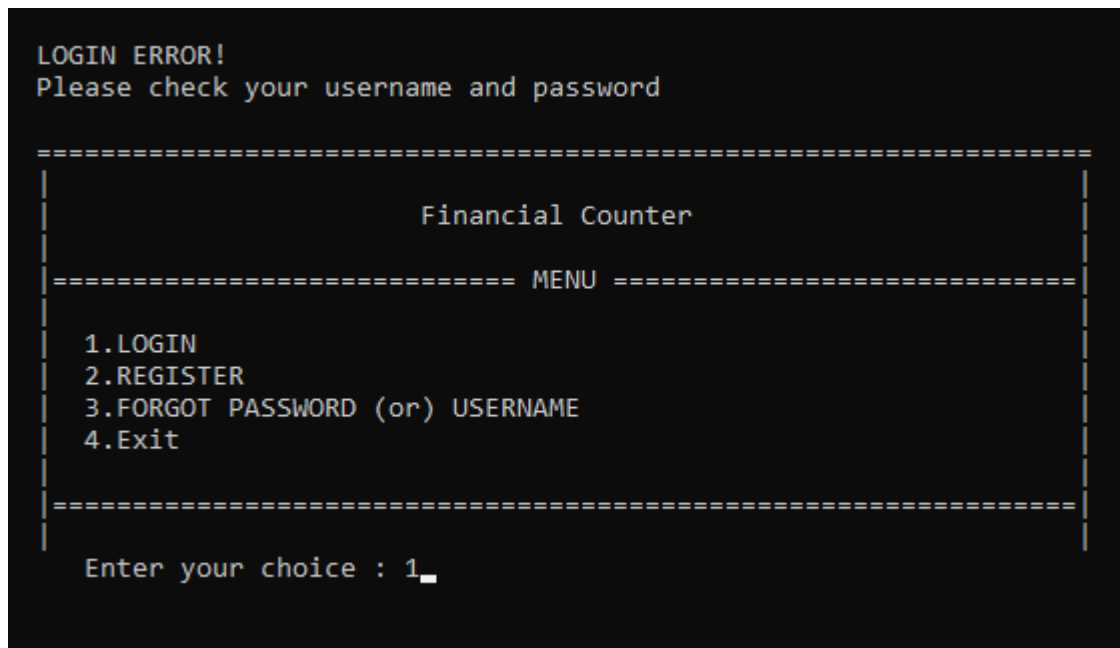 LOGIN ERROR!
Please check your username and password
==================================================================
Financial Counter
|============================= MENU =============================|
1.LOGIN
2.REGISTER
3.FORGOT PASSWORD (or) USERNAME
4.Exit
|================================================================|
Enter your choice : 1